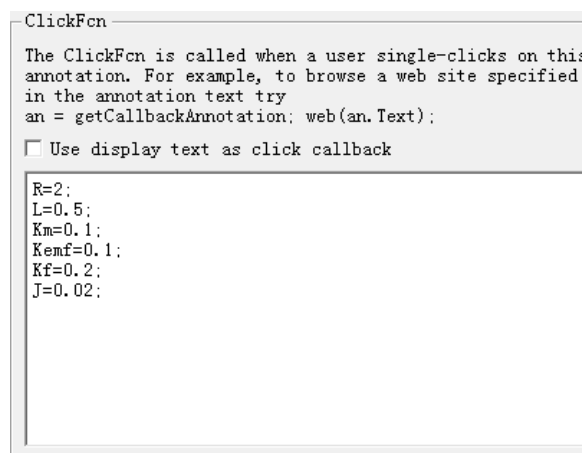 ClickFcn
The ClickFcn is called when a user single-clicks on this
annotation. For example, to browse a web site specified
in the annotation text try
an = getCallbackAnnotation; web(an.Text);
Use display text as click callback
R=2;
L=0.5;
Km=0.1;
Kemf=0.1;
Kf=0.2;
J=0.02;